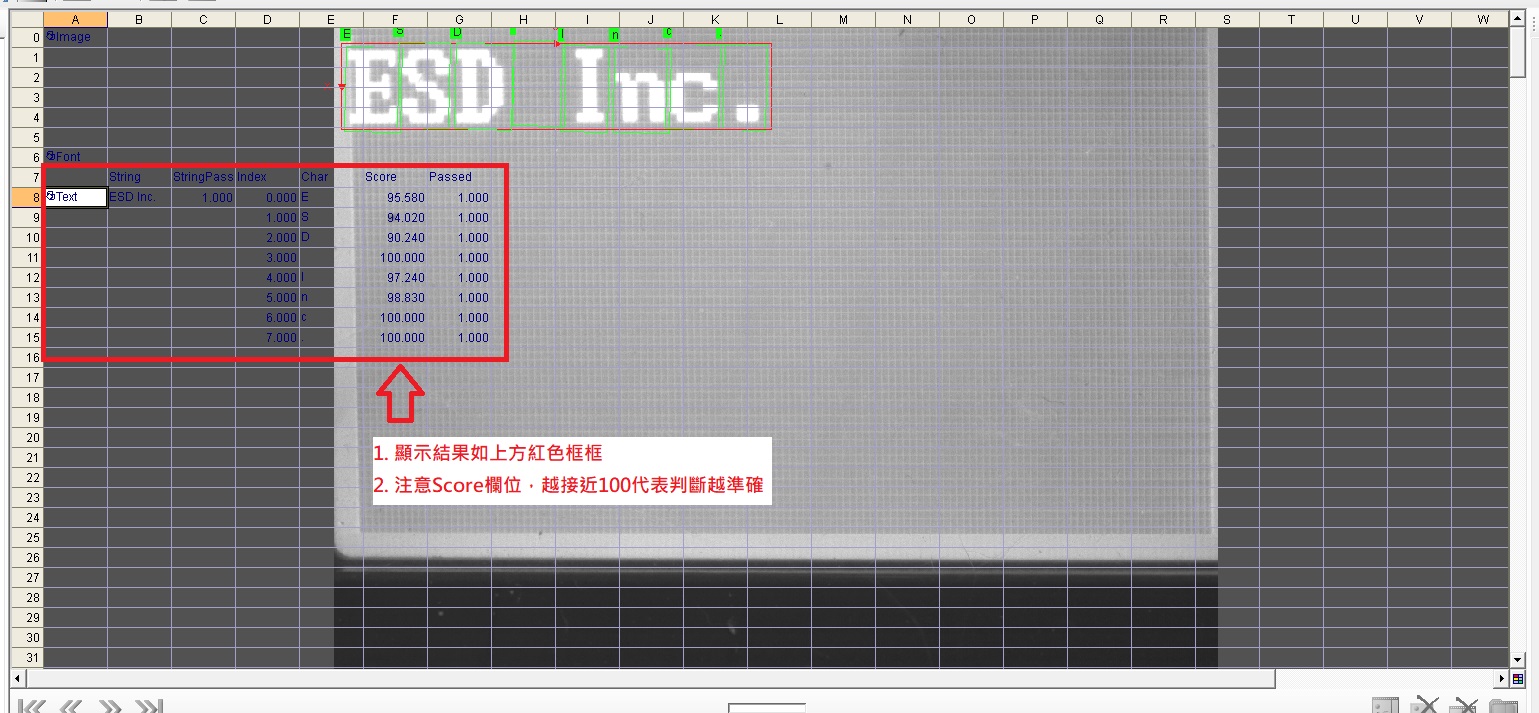 A B C D E F G H I J K L M N O P Q R S T U V W
0 Image
E S D I n c .
1 ESD Inc.
2
3
4
5
6 Font
7 String StringPass Index Char Score Passed
8 Text ESD Inc. 1.000 0.000 E 95.580 1.000
9 1.000 S 94.020 1.000
10 2.000 D 90.240 1.000
11 3.000 100.000 1.000
12 4.000 I 97.240 1.000
13 5.000 n 98.830 1.000
14 6.000 c 100.000 1.000
15 7.000 . 100.000 1.000
16
17
18
19
20
1. 顯示結果如上方紅色框框
21
22
2. 注意Score欄位，越接近100代表判斷越準確
23
24
25
26
27
28
29
30
31